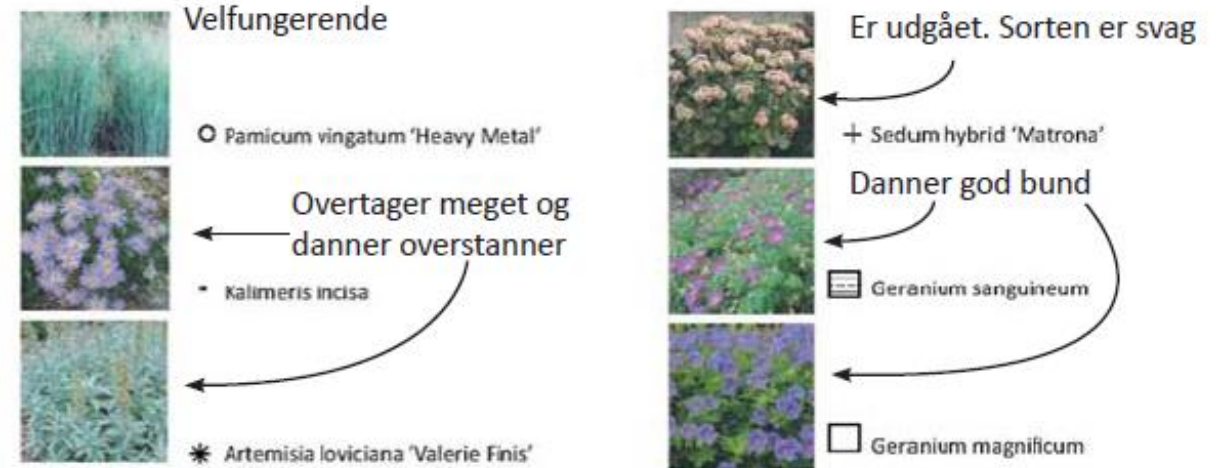 Velfungerende
O Pamicum vingatum 'Heavy Metal'
Overtager meget og
danner overstanner
- Kalimeris incisa
✳ Artemisia loviciana 'Valerie Finis'
Er udgået. Sorten er svag
+ Sedum hybrid 'Matrona'
Danner god bund
Geranium sanguineum
Geranium magnificum